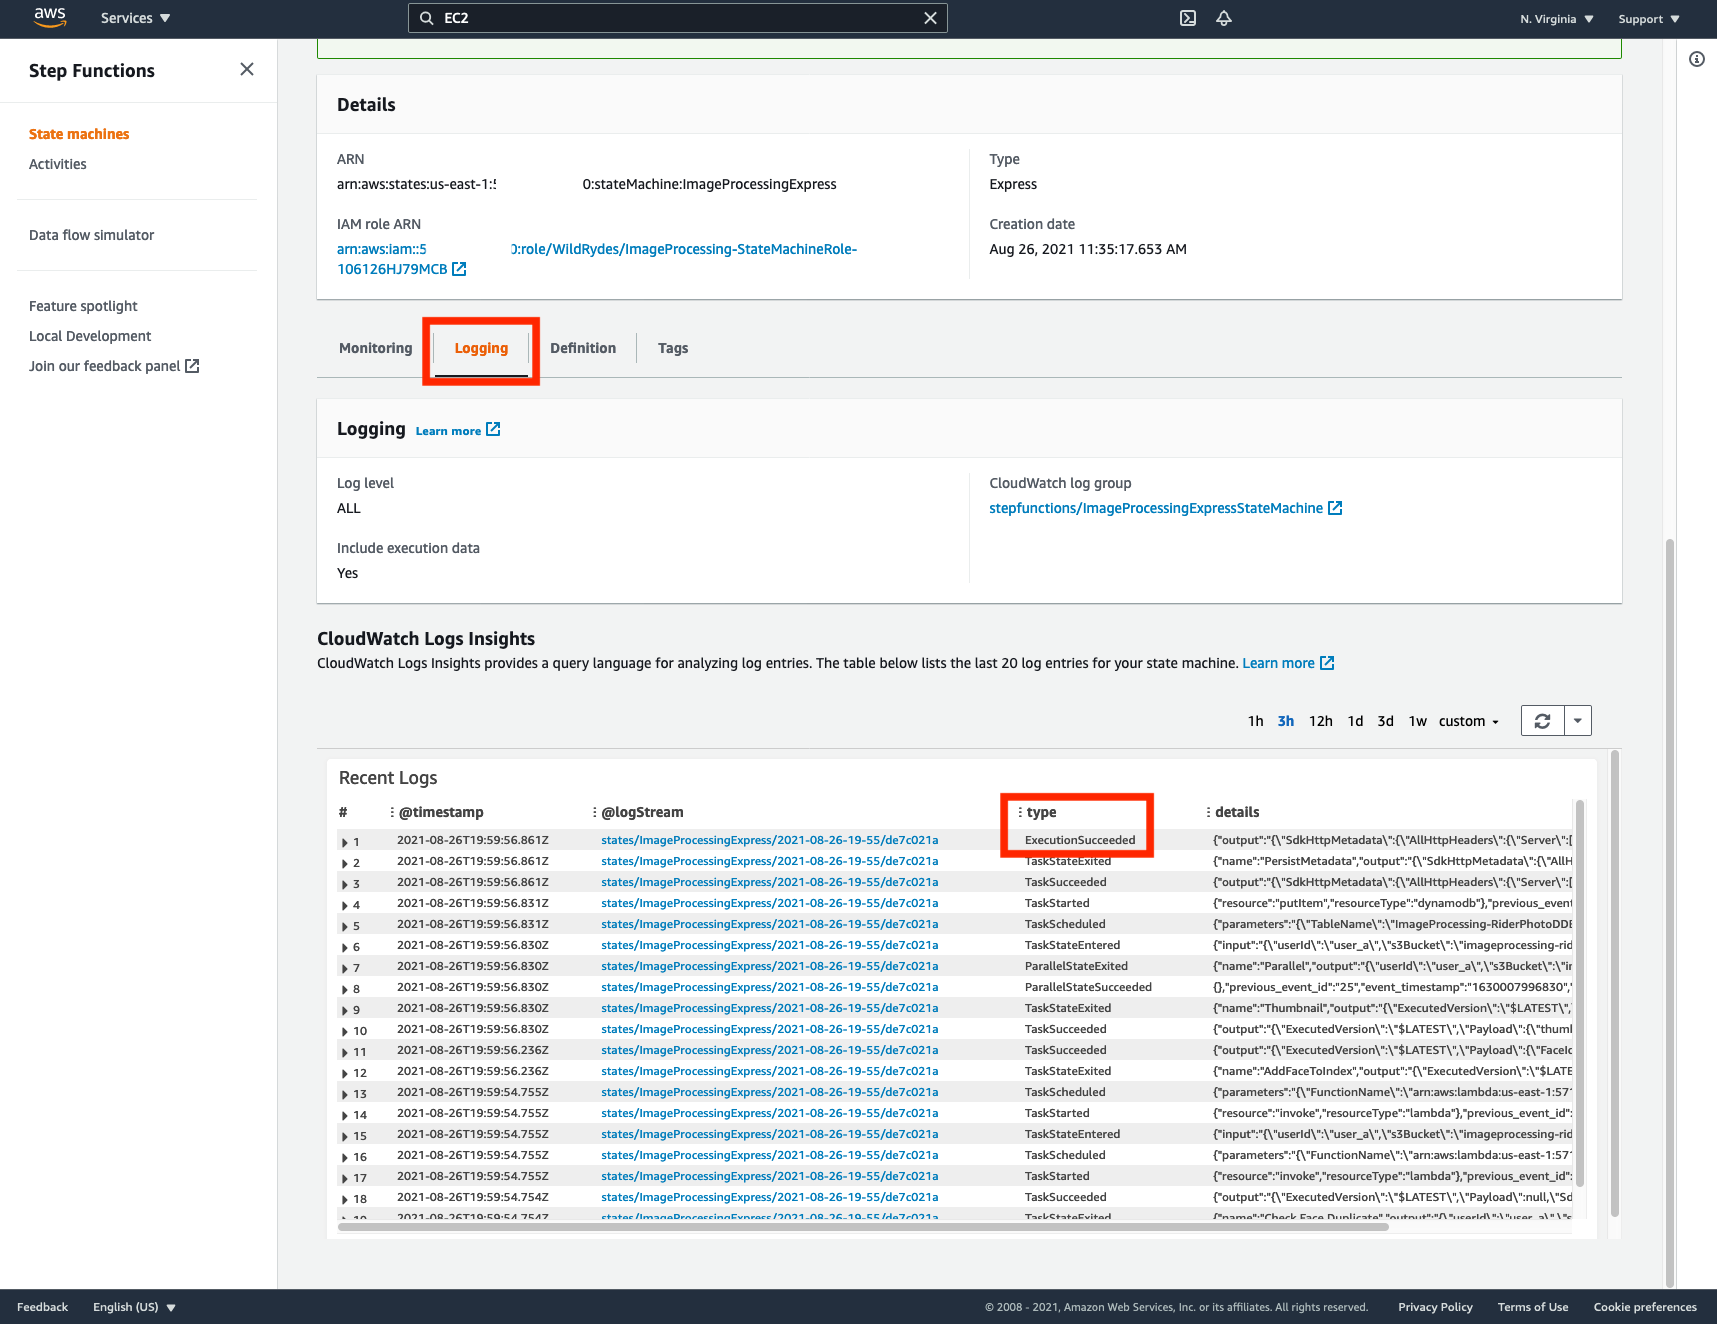 aws
Services
EC2
N. Virginia
Support
Step Functions
State machines
Activities
Data flow simulator
Feature spotlight
Local Development
Join our feedback panel
Details
ARN
arn:aws:states:us-east-1:5 0:stateMachine:ImageProcessingExpress
IAM role ARN
arn:aws:iam::5 0:role/WildRydes/ImageProcessing-StateMachineRole-
106126HJ79MCB
Type
Express
Creation date
Aug 26, 2021 11:35:17.653 AM
Monitoring Logging Definition Tags
Logging Learn more
Log level
ALL
Include execution data
Yes
CloudWatch log group
stepfunctions/ImageProcessingExpressStateMachine
CloudWatch Logs Insights
CloudWatch Logs Insights provides a query language for analyzing log entries. The table below lists the last 20 log entries for your state machine. Learn more
1h 3h 12h 1d 3d 1w custom
Recent Logs
# @timestamp @logStream type details
1 2021-08-26T19:59:56.861Z states/ImageProcessingExpress/2021-08-26-19-55/de7c021a ExecutionSucceeded {"output":"{\"SdkHttpMetadata\":{\"AllHttpHeaders\":{\"Server\":[
2 2021-08-26T19:59:56.861Z states/ImageProcessingExpress/2021-08-26-19-55/de7c021a TaskStateExited {"name":"PersistMetadata","output":"{\"SdkHttpMetadata\":{\"AllH
3 2021-08-26T19:59:56.861Z states/ImageProcessingExpress/2021-08-26-19-55/de7c021a TaskSucceeded {"output":"{\"SdkHttpMetadata\":{\"AllHttpHeaders\":{\"Server\":[
4 2021-08-26T19:59:56.831Z states/ImageProcessingExpress/2021-08-26-19-55/de7c021a TaskStarted {"resource":"putItem","resourceType":"dynamodb"},"previous_event
5 2021-08-26T19:59:56.831Z states/ImageProcessingExpress/2021-08-26-19-55/de7c021a TaskScheduled {"parameters":"{\"TableName\":\"ImageProcessing-RiderPhotoDDB
6 2021-08-26T19:59:56.830Z states/ImageProcessingExpress/2021-08-26-19-55/de7c021a TaskStateEntered {"input":"{\"userId\":\"user_a\",\"s3Bucket\":\"imageprocessing-rid
7 2021-08-26T19:59:56.830Z states/ImageProcessingExpress/2021-08-26-19-55/de7c021a ParallelStateExited {"name":"Parallel","output":"{\"userId\":\"user_a\",\"s3Bucket\":\"ir
8 2021-08-26T19:59:56.830Z states/ImageProcessingExpress/2021-08-26-19-55/de7c021a ParallelStateSucceeded {},"previous_event_id":"25","event_timestamp":"1630007996830","
9 2021-08-26T19:59:56.830Z states/ImageProcessingExpress/2021-08-26-19-55/de7c021a TaskStateExited {"name":"Thumbnail","output":"{\"ExecutedVersion\":\"$LATEST\",
10 2021-08-26T19:59:56.830Z states/ImageProcessingExpress/2021-08-26-19-55/de7c021a TaskSucceeded {"output":"{\"ExecutedVersion\":\"$LATEST\",\"Payload\":{\"thuml
11 2021-08-26T19:59:56.236Z states/ImageProcessingExpress/2021-08-26-19-55/de7c021a TaskSucceeded {"output":"{\"ExecutedVersion\":\"$LATEST\",\"Payload\":{\"FaceIc
12 2021-08-26T19:59:56.236Z states/ImageProcessingExpress/2021-08-26-19-55/de7c021a TaskStateExited {"name":"AddFaceToIndex","output":"{\"ExecutedVersion\":\"$LATE
13 2021-08-26T19:59:54.755Z states/ImageProcessingExpress/2021-08-26-19-55/de7c021a TaskScheduled {"parameters":"{\"FunctionName\":\"arn:aws:lambda:us-east-1:571
14 2021-08-26T19:59:54.755Z states/ImageProcessingExpress/2021-08-26-19-55/de7c021a TaskStarted {"resource":"invoke","resourceType":"lambda"},"previous_event_id":
15 2021-08-26T19:59:54.755Z states/ImageProcessingExpress/2021-08-26-19-55/de7c021a TaskStateEntered {"input":"{\"userId\":\"user_a\",\"s3Bucket\":\"imageprocessing-rid
16 2021-08-26T19:59:54.755Z states/ImageProcessingExpress/2021-08-26-19-55/de7c021a TaskScheduled {"parameters":"{\"FunctionName\":\"arn:aws:lambda:us-east-1:571
17 2021-08-26T19:59:54.755Z states/ImageProcessingExpress/2021-08-26-19-55/de7c021a TaskStarted {"resource":"invoke","resourceType":"lambda"},"previous_event_id":
18 2021-08-26T19:59:54.754Z states/ImageProcessingExpress/2021-08-26-19-55/de7c021a TaskSucceeded {"output":"{\"ExecutedVersion\":\"$LATEST\",\"Payload\":null,\"Sd
19 2021-08-26T19:59:54.754Z states/ImageProcessingExpress/2021-08-26-19-55/de7c021a TaskStateExited {"name":"Check Face Duplicate","output":"{\"userId\":\"user_a\",\"s
Feedback English (US) © 2008 - 2021, Amazon Web Services, Inc. or its affiliates. All rights reserved. Privacy Policy Terms of Use Cookie preferences